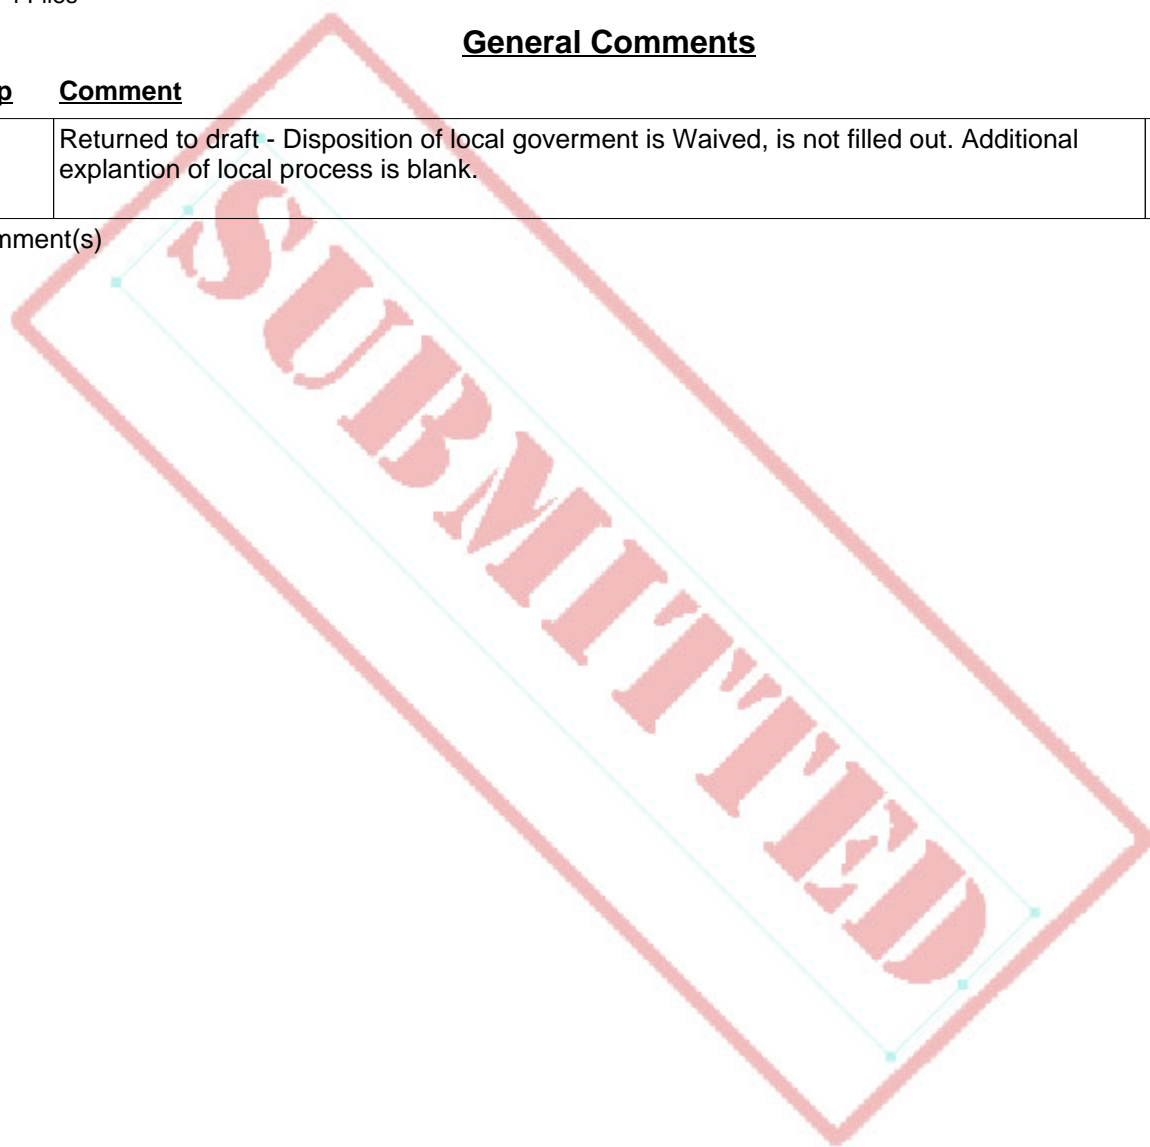 General Comments
Comment
Returned to draft - Disposition of local goverment is Waived, is not filled out. Additional
explantion of local process is blank.
mment(s)
SUBMITTED